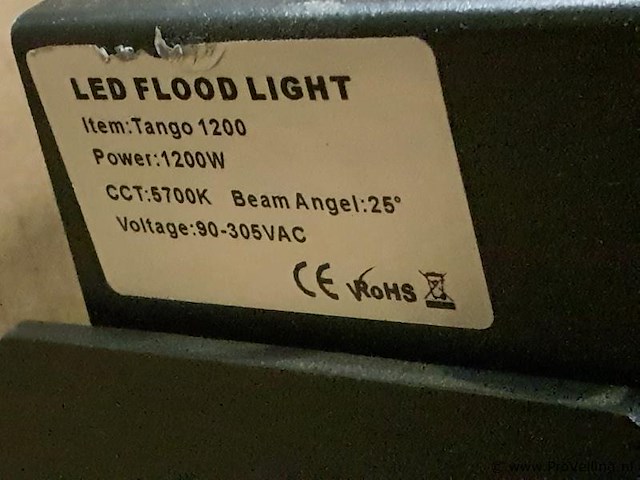 LED FLOOD LIGHT
Item:Tango 1200
Power:1200W
CCT:5700K Beam Angel:25°
Voltage:90-305VAC
CE RoHS
© www.ProVeiling.nl